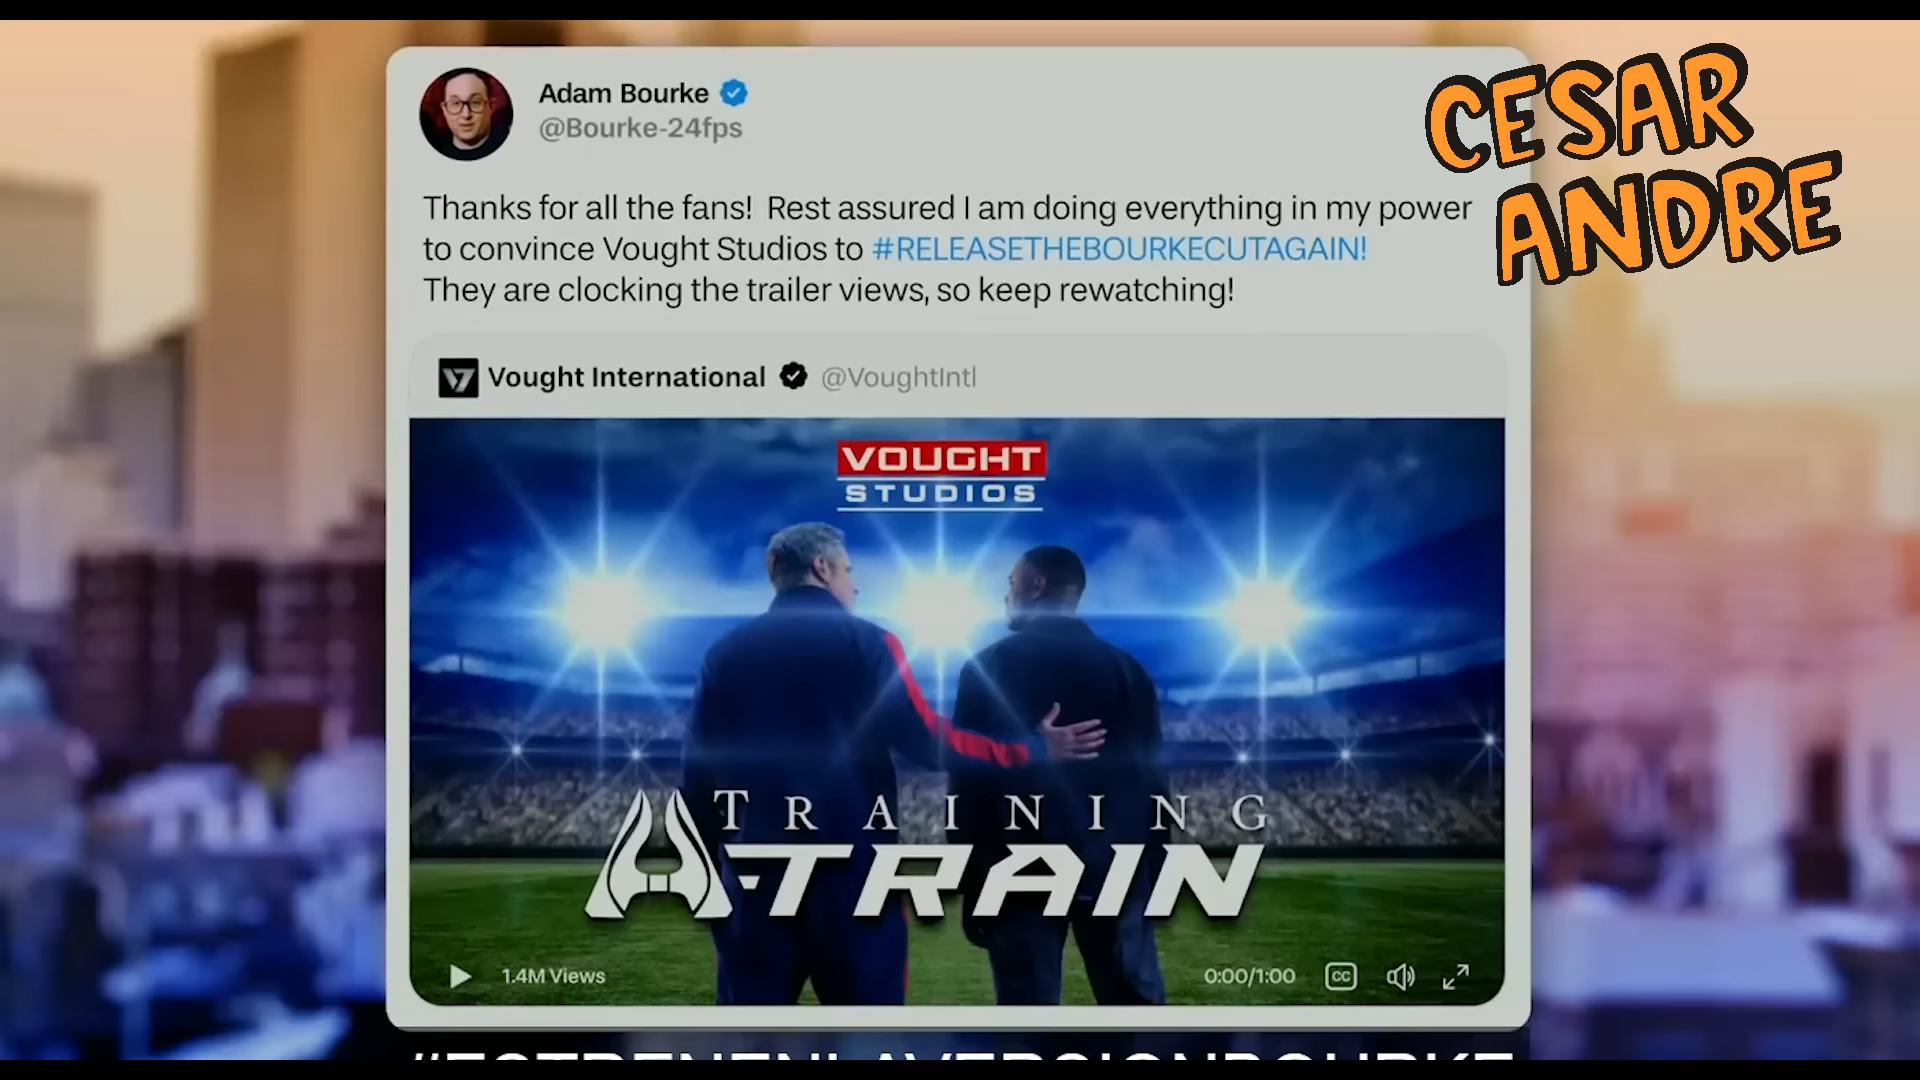 CESAR
ANDRE
Adam Bourke
@Bourke-24fps
Thanks for all the fans! Rest assured I am doing everything in my power
to convince Vought Studios to #RELEASETHEBOURKECUTAGAIN!
They are clocking the trailer views, so keep rewatching!
Vought International @VoughtIntl
VOUGHT
STUDIOS
TRAINING
A-TRAIN
1.4M Views
0:00/1:00
CC